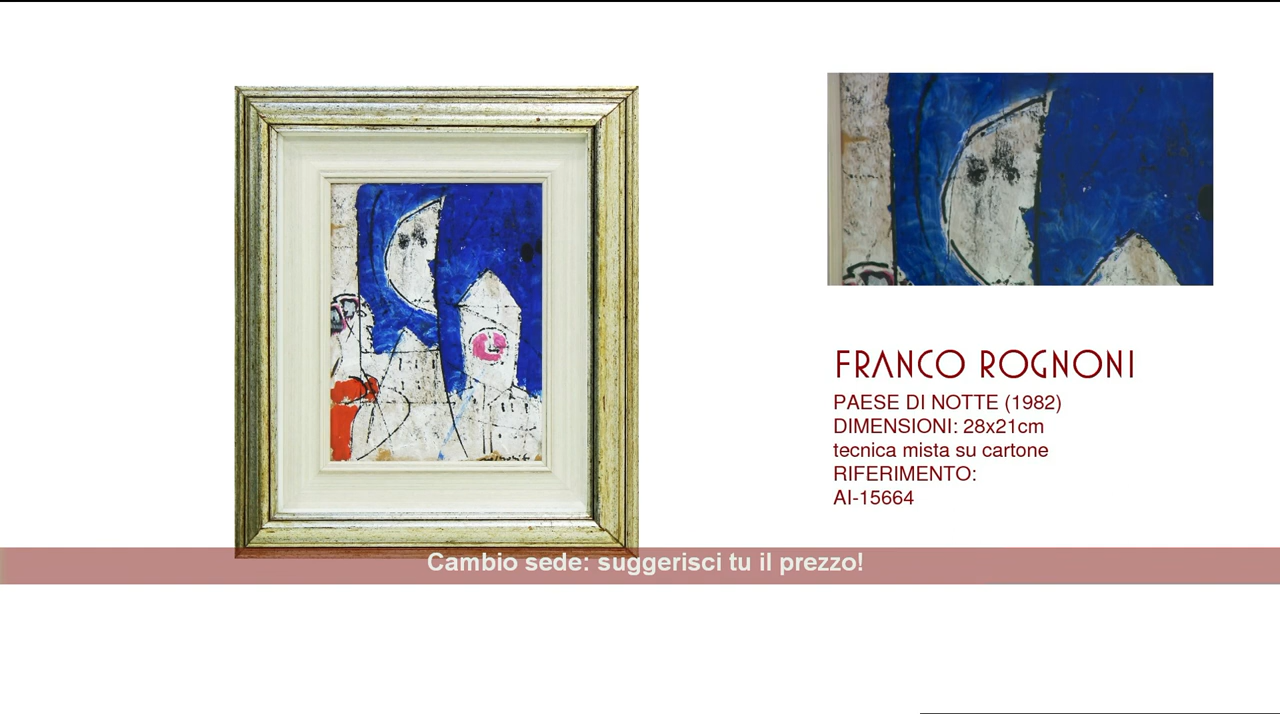 FRANCO ROGNONI
PAESE DI NOTTE (1982)
DIMENSIONI: 28x21cm
tecnica mista su cartone
RIFERIMENTO:
AI-15664
Cambio sede: suggerisci tu il prezzo!